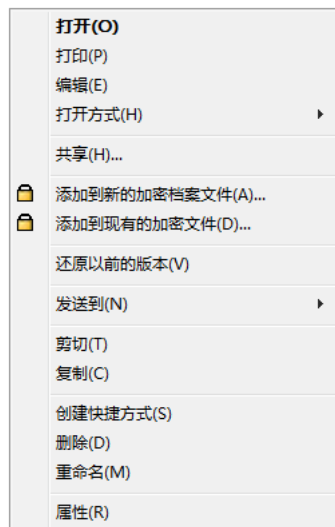 打开(O)
打印(P)
编辑(E)
打开方式(H)
共享(H)...
添加到新的加密档案文件(A)...
添加到现有的加密文件(D)...
还原以前的版本(V)
发送到(N)
剪切(T)
复制(C)
创建快捷方式(S)
删除(D)
重命名(M)
属性(R)